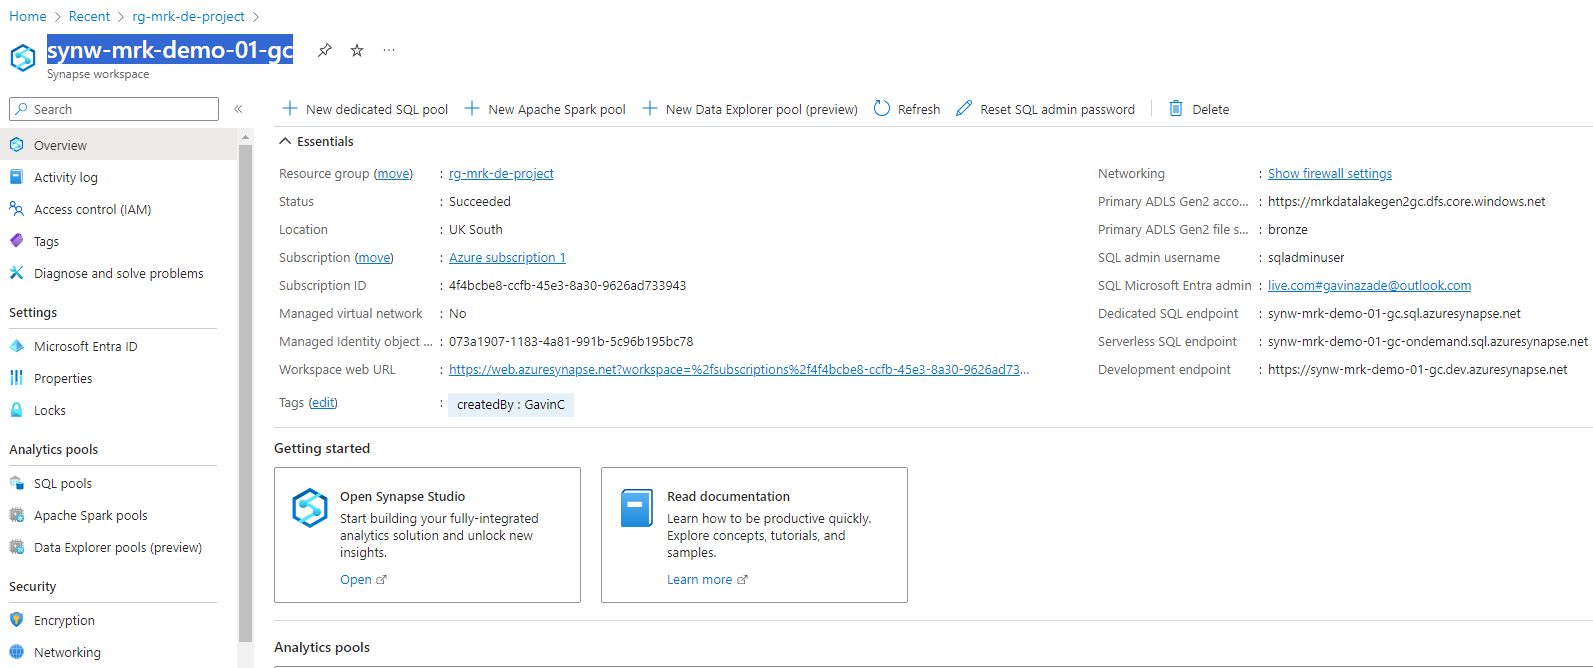 Home > Recent > rg-mrk-de-project >
synw-mrk-demo-01-gc
Synapse workspace
Search
Overview
Activity log
Access control (IAM)
Tags
Diagnose and solve problems
Settings
Microsoft Entra ID
Properties
Locks
Analytics pools
SQL pools
Apache Spark pools
Data Explorer pools (preview)
Security
Encryption
Networking
New dedicated SQL pool New Apache Spark pool New Data Explorer pool (preview) Refresh Reset SQL admin password Delete
Essentials
Resource group (move) : rg-mrk-de-project
Status : Succeeded
Location : UK South
Subscription (move) : Azure subscription 1
Subscription ID : 4f4bcbe8-ccfb-45e3-8a30-9626ad733943
Managed virtual network : No
Managed Identity object ... : 073a1907-1183-4a81-991b-5c96b195bc78
Workspace web URL : https://web.azuresynapse.net?workspace=%2fsubscriptions%2f4f4bcbe8-ccfb-45e3-8a30-9626ad73...
Tags (edit) : createdBy : GavinC
Networking : Show firewall settings
Primary ADLS Gen2 acco... : https://mrkdatalakegen2gc.dfs.core.windows.net
Primary ADLS Gen2 file s... : bronze
SQL admin username : sqladminuser
SQL Microsoft Entra admin : live.com#gavinazade@outlook.com
Dedicated SQL endpoint : synw-mrk-demo-01-gc.sql.azuresynapse.net
Serverless SQL endpoint : synw-mrk-demo-01-gc-ondemand.sql.azuresynapse.net
Development endpoint : https://synw-mrk-demo-01-gc.dev.azuresynapse.net
Getting started
Open Synapse Studio
Start building your fully-integrated
analytics solution and unlock new
insights.
Open
Read documentation
Learn how to be productive quickly.
Explore concepts, tutorials, and
samples.
Learn more
Analytics pools